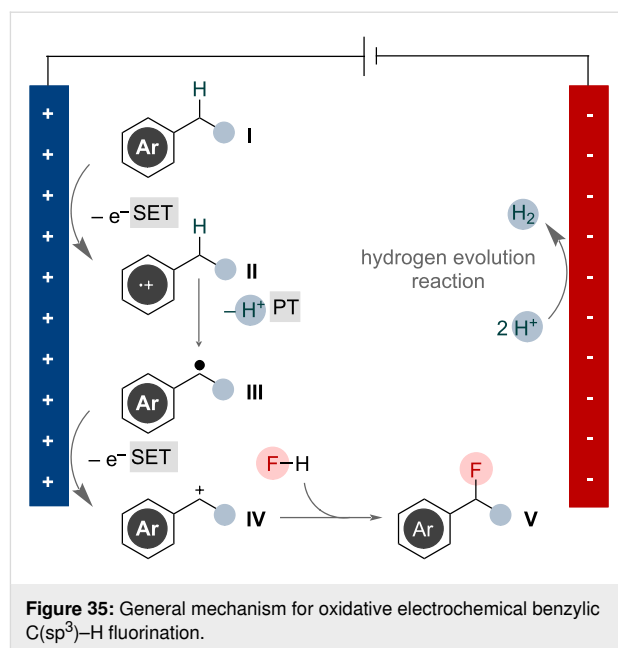 H
Ar
I
– e⁻ SET
H
·+
II
– H⁺ PT
Ar
III
– e⁻ SET
Ar
+
IV
F–H
F
Ar
V
H₂
hydrogen evolution
reaction
2 H⁺
+
+
+
+
+
+
+
+
+
+
-
-
-
-
-
-
-
-
-
-
Figure 35: General mechanism for oxidative electrochemical benzylic
C(sp³)–H fluorination.